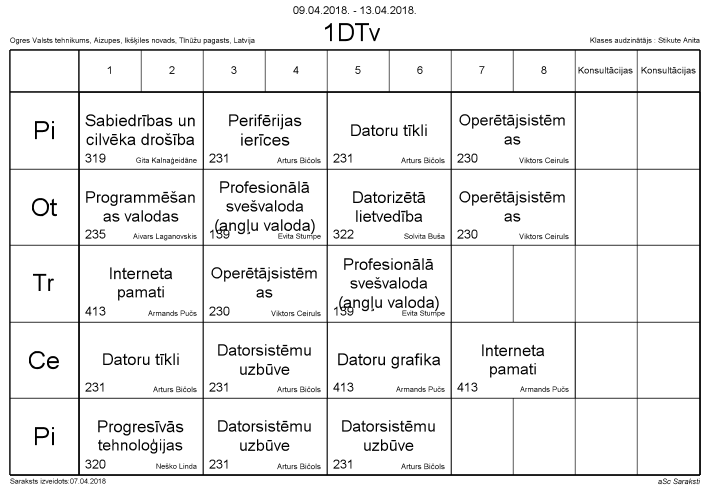 09.04.2018. - 13.04.2018.
1DTv
Ogres Valsts tehnikums, Aizupes, Ikšķiles novads, Tīnūžu pagasts, Latvija
Klases audzinātājs : Stikute Anita
1 2 3 4 5 6 7 8 Konsultācijas Konsultācijas
Pi
Sabiedrības un
cilvēka drošība
319 Gita Kalnaģeidāne
Perifērijas
ierīces
231 Arturs Bičols
Datoru tīkli
231 Arturs Bičols
Operētājsistēm
as
230 Viktors Ceiruls
Ot
Programmēšan
as valodas
235 Aivars Laganovskis
Profesionālā
svešvaloda
(angļu valoda)
139 Evita Stumpe
Datorizētā
lietvedība
322 Solvita Buša
Operētājsistēm
as
230 Viktors Ceiruls
Tr
Interneta
pamati
413 Armands Pučs
Operētājsistēm
as
230 Viktors Ceiruls
Profesionālā
svešvaloda
(angļu valoda)
139 Evita Stumpe
Ce
Datoru tīkli
231 Arturs Bičols
Datorsistēmu
uzbūve
231 Arturs Bičols
Datoru grafika
413 Armands Pučs
Interneta
pamati
413 Armands Pučs
Pi
Progresīvās
tehnoloģijas
320 Neško Linda
Datorsistēmu
uzbūve
231 Arturs Bičols
Datorsistēmu
uzbūve
231 Arturs Bičols
Saraksts izveidots:07.04.2018
aSc Saraksti